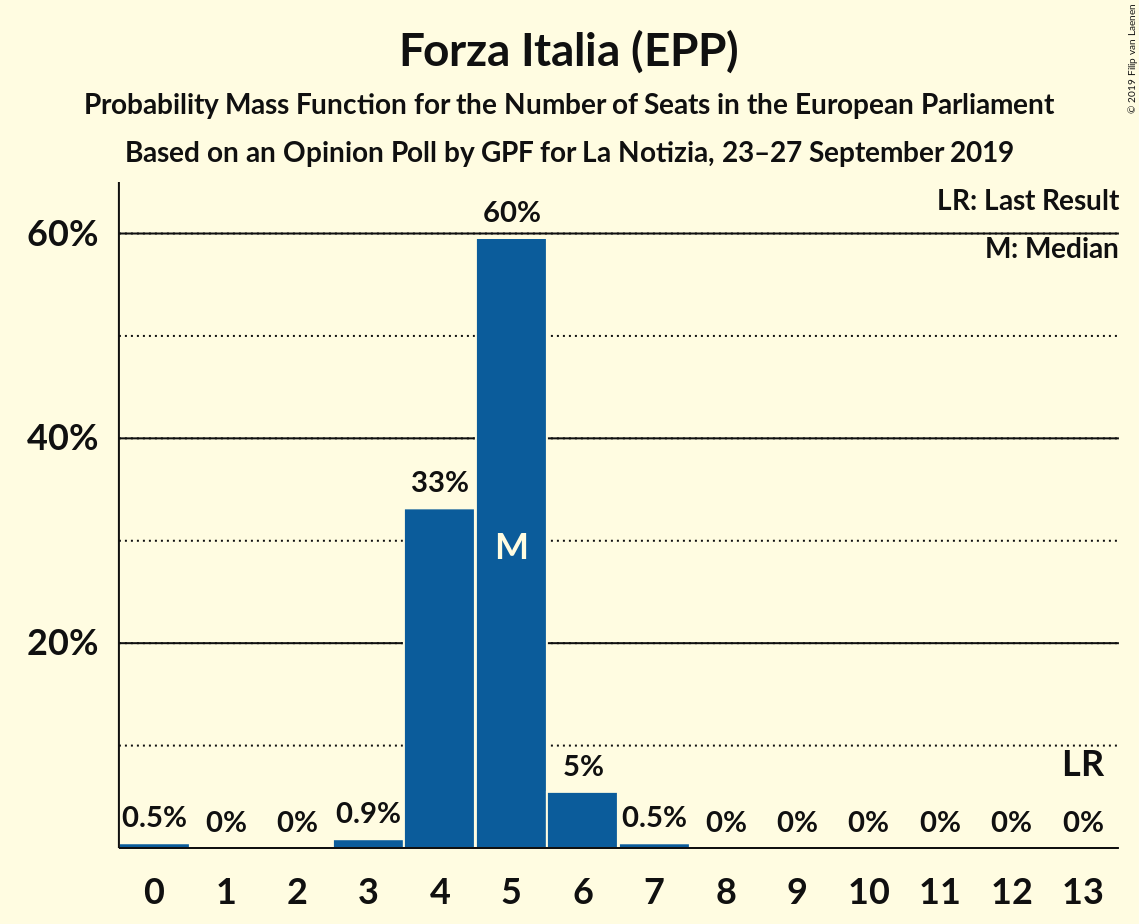 Forza Italia (EPP)
Probability Mass Function for the Number of Seats in the European Parliament
Based on an Opinion Poll by GPF for La Notizia, 23–27 September 2019
© 2019 Filip van Laenen
LR: Last Result
M: Median
60%
40%
20%
0.5%
0%
0%
0.9%
33%
60%
M
5%
0.5%
0%
0%
0%
0%
0%
LR
0%
0 1 2 3 4 5 6 7 8 9 10 11 12 13